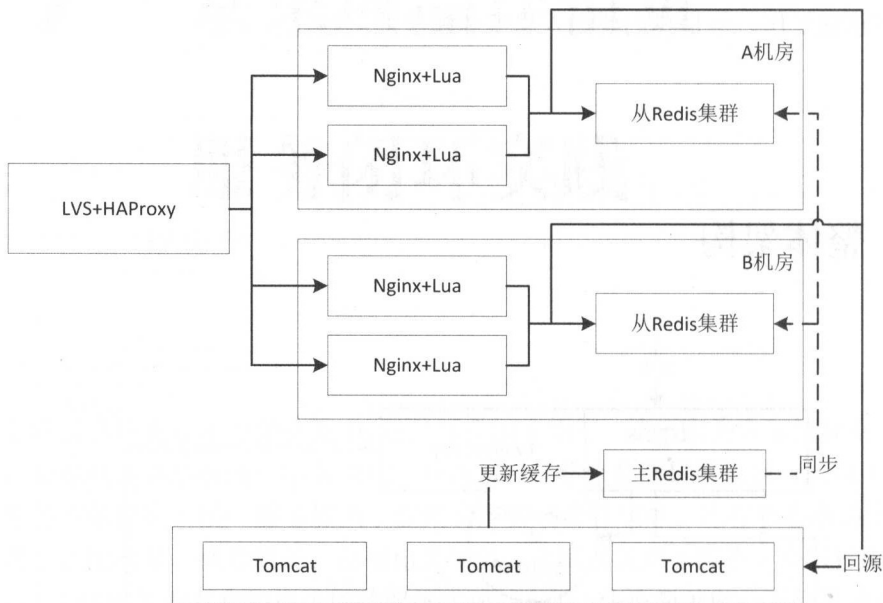 A机房
Nginx+Lua
从Redis集群
Nginx+Lua
LVS+HAProxy
B机房
Nginx+Lua
从Redis集群
Nginx+Lua
更新缓存
主Redis集群
同步
Tomcat
Tomcat
Tomcat
回源